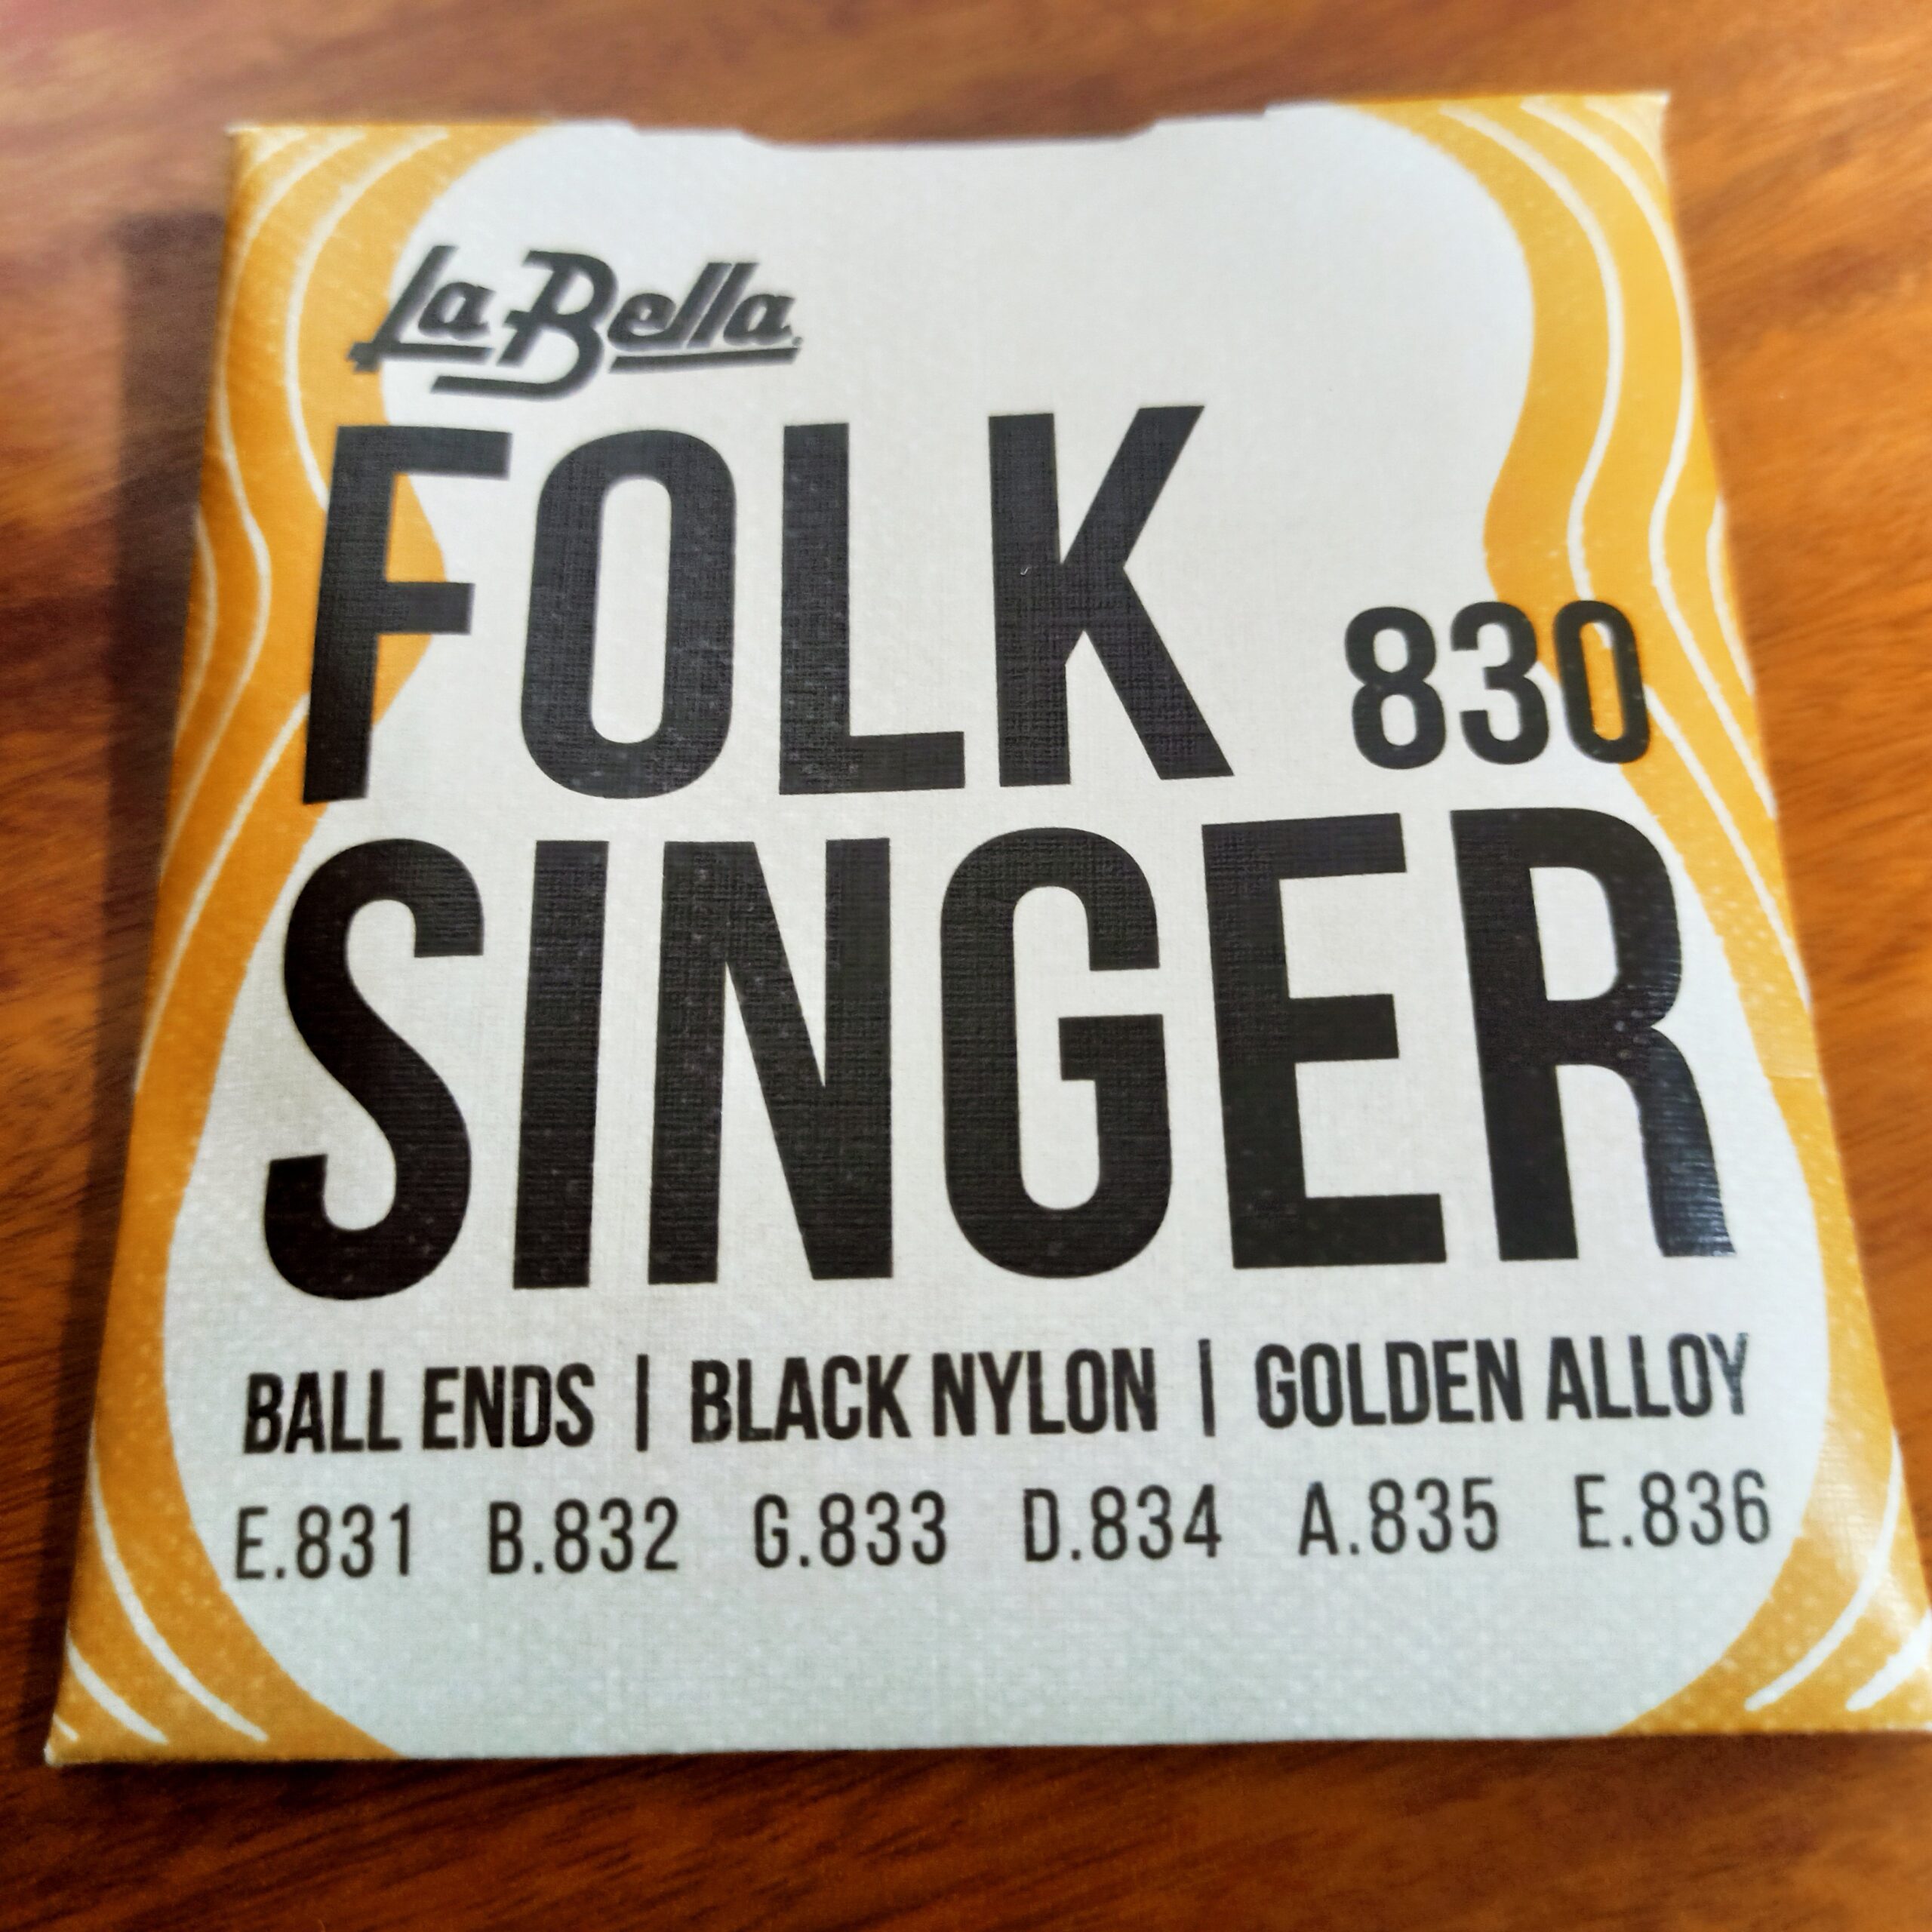 La Bella
FOLK
830
SINGER
BALL ENDS | BLACK NYLON | GOLDEN ALLOY
E.831 B.832 G.833 D.834 A.835 E.836